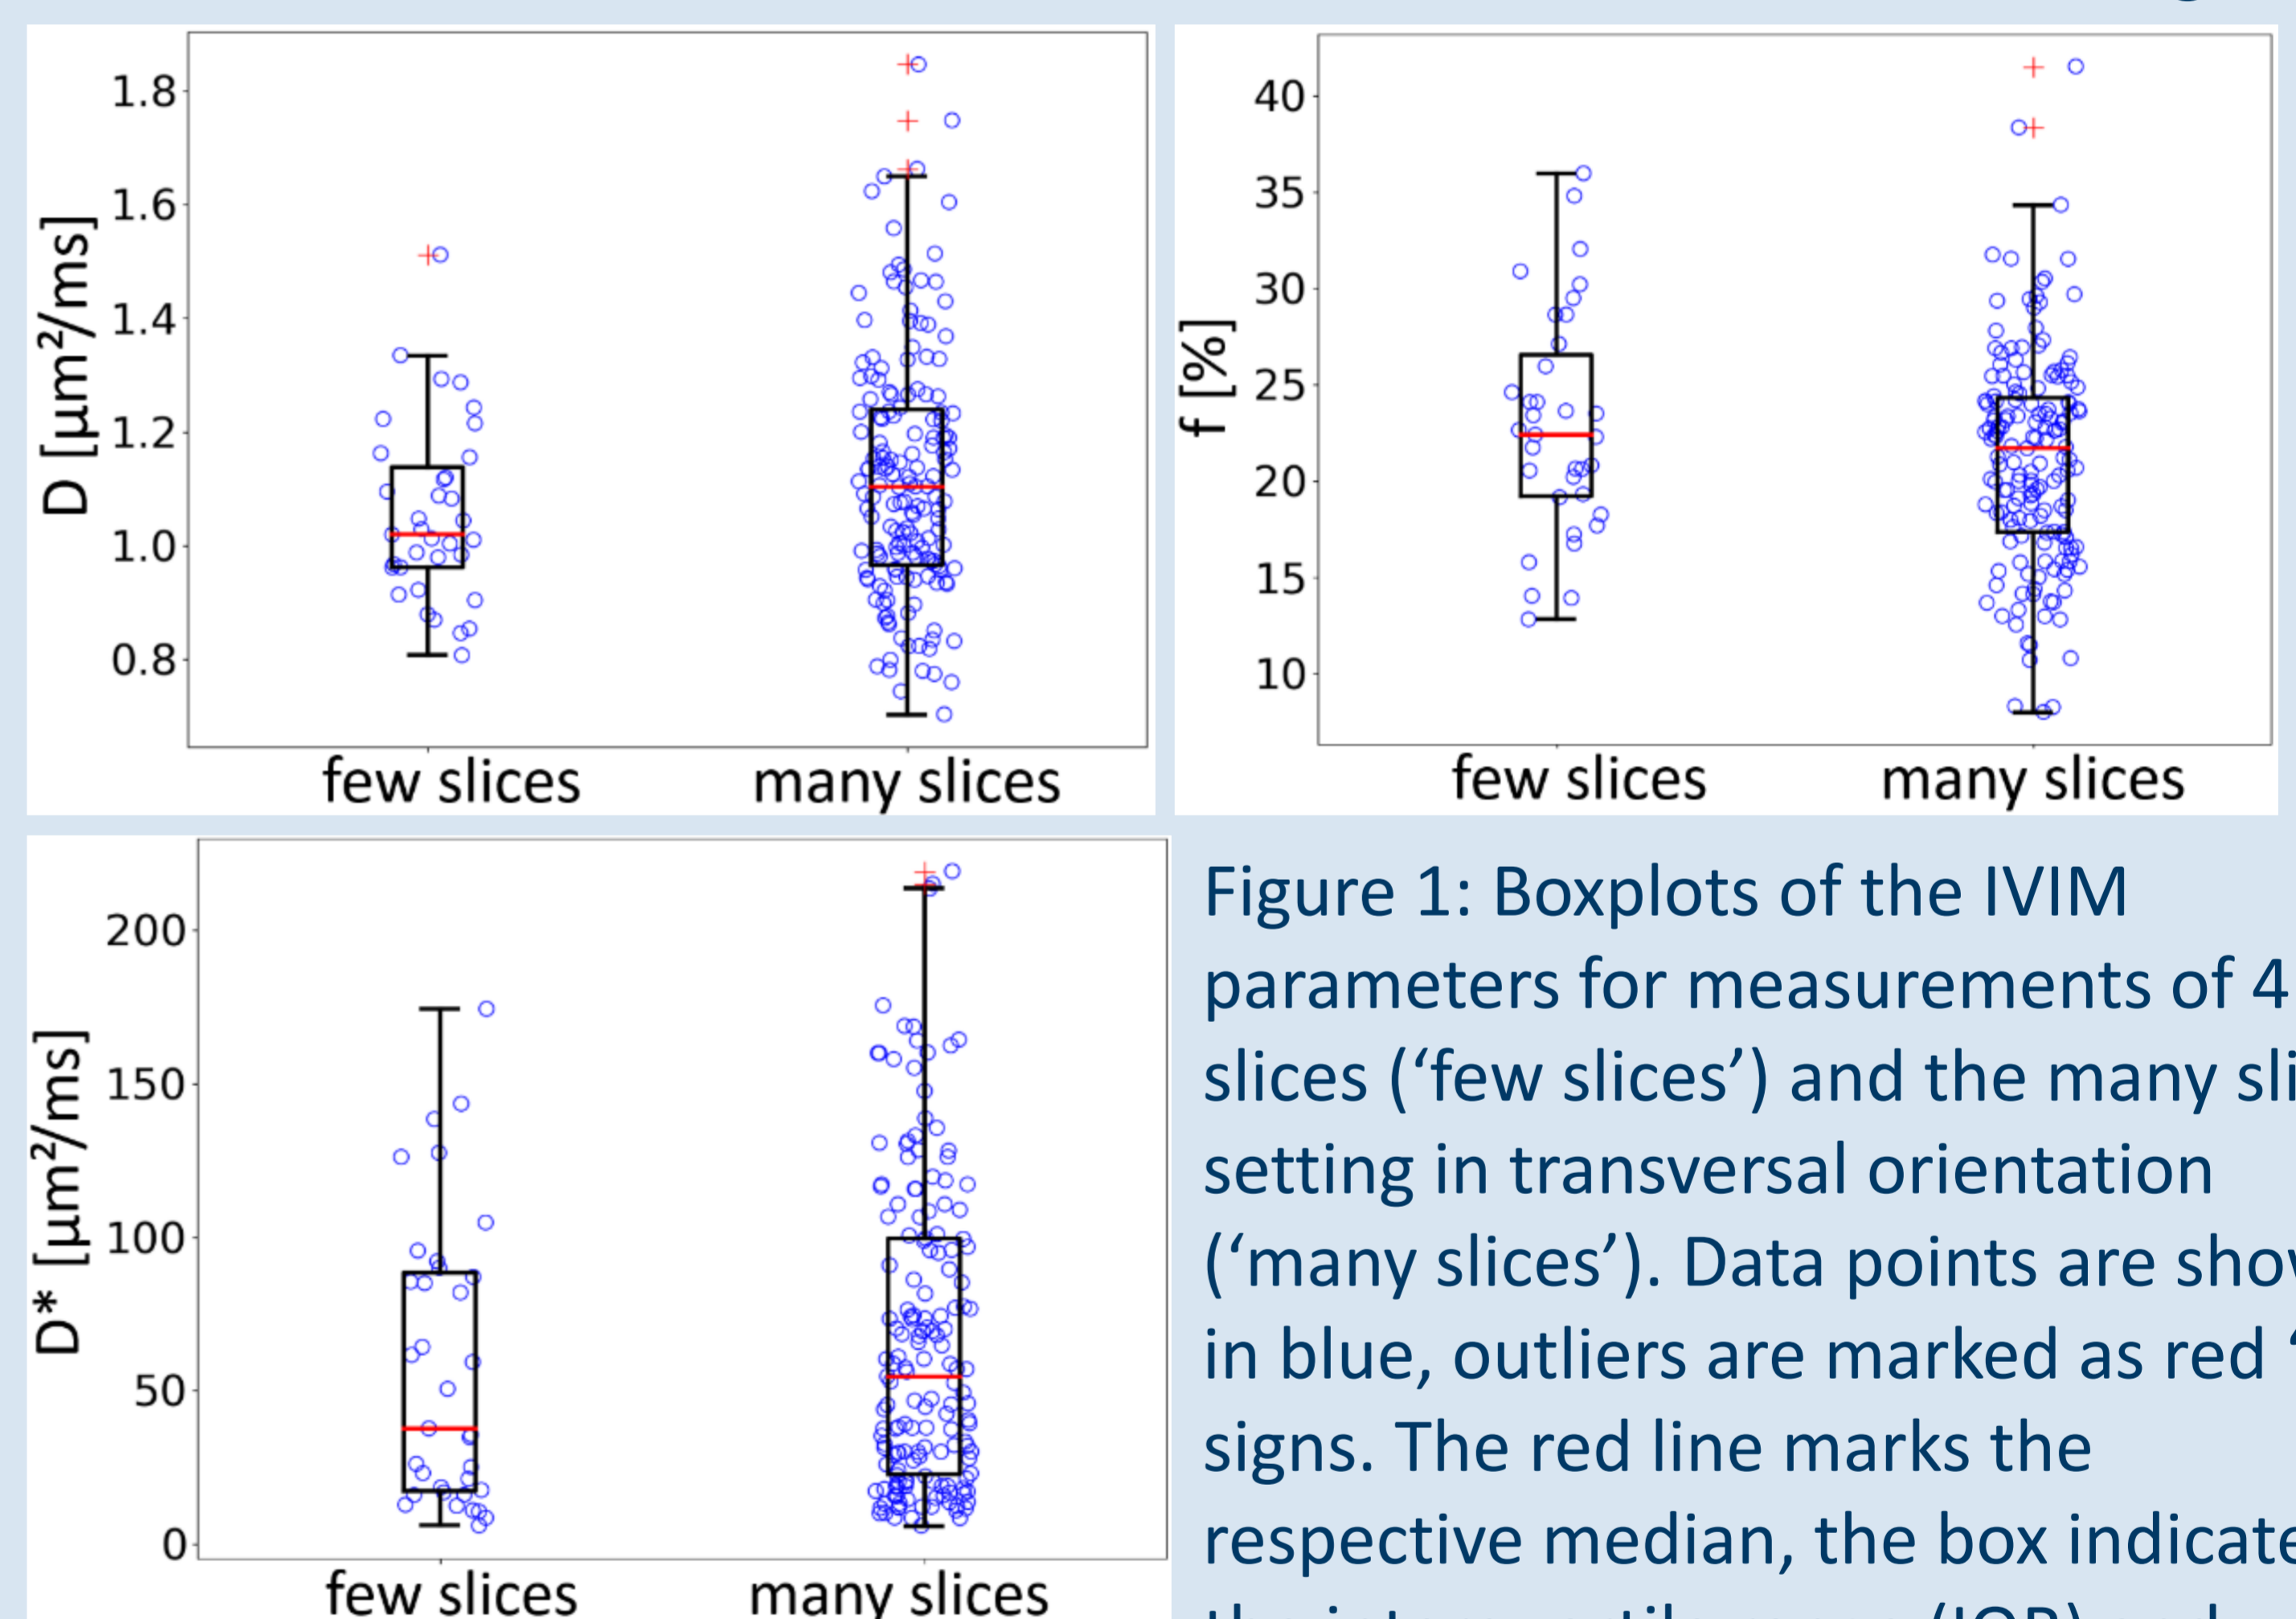 1.8
1.6
1.4
1.2
1.0
0.8
D [µm²/ms]
few slices many slices
40
35
30
25
20
15
10
f [%]
few slices many slices
200
150
100
50
0
D* [µm²/ms]
few slices many slices
Figure 1: Boxplots of the IVIM
parameters for measurements of 4
slices (‘few slices’) and the many
setting in transversal orientation
(‘many slices’). Data points are
in blue, outliers are marked as red
signs. The red line marks the
respective median, the box
(IQR)